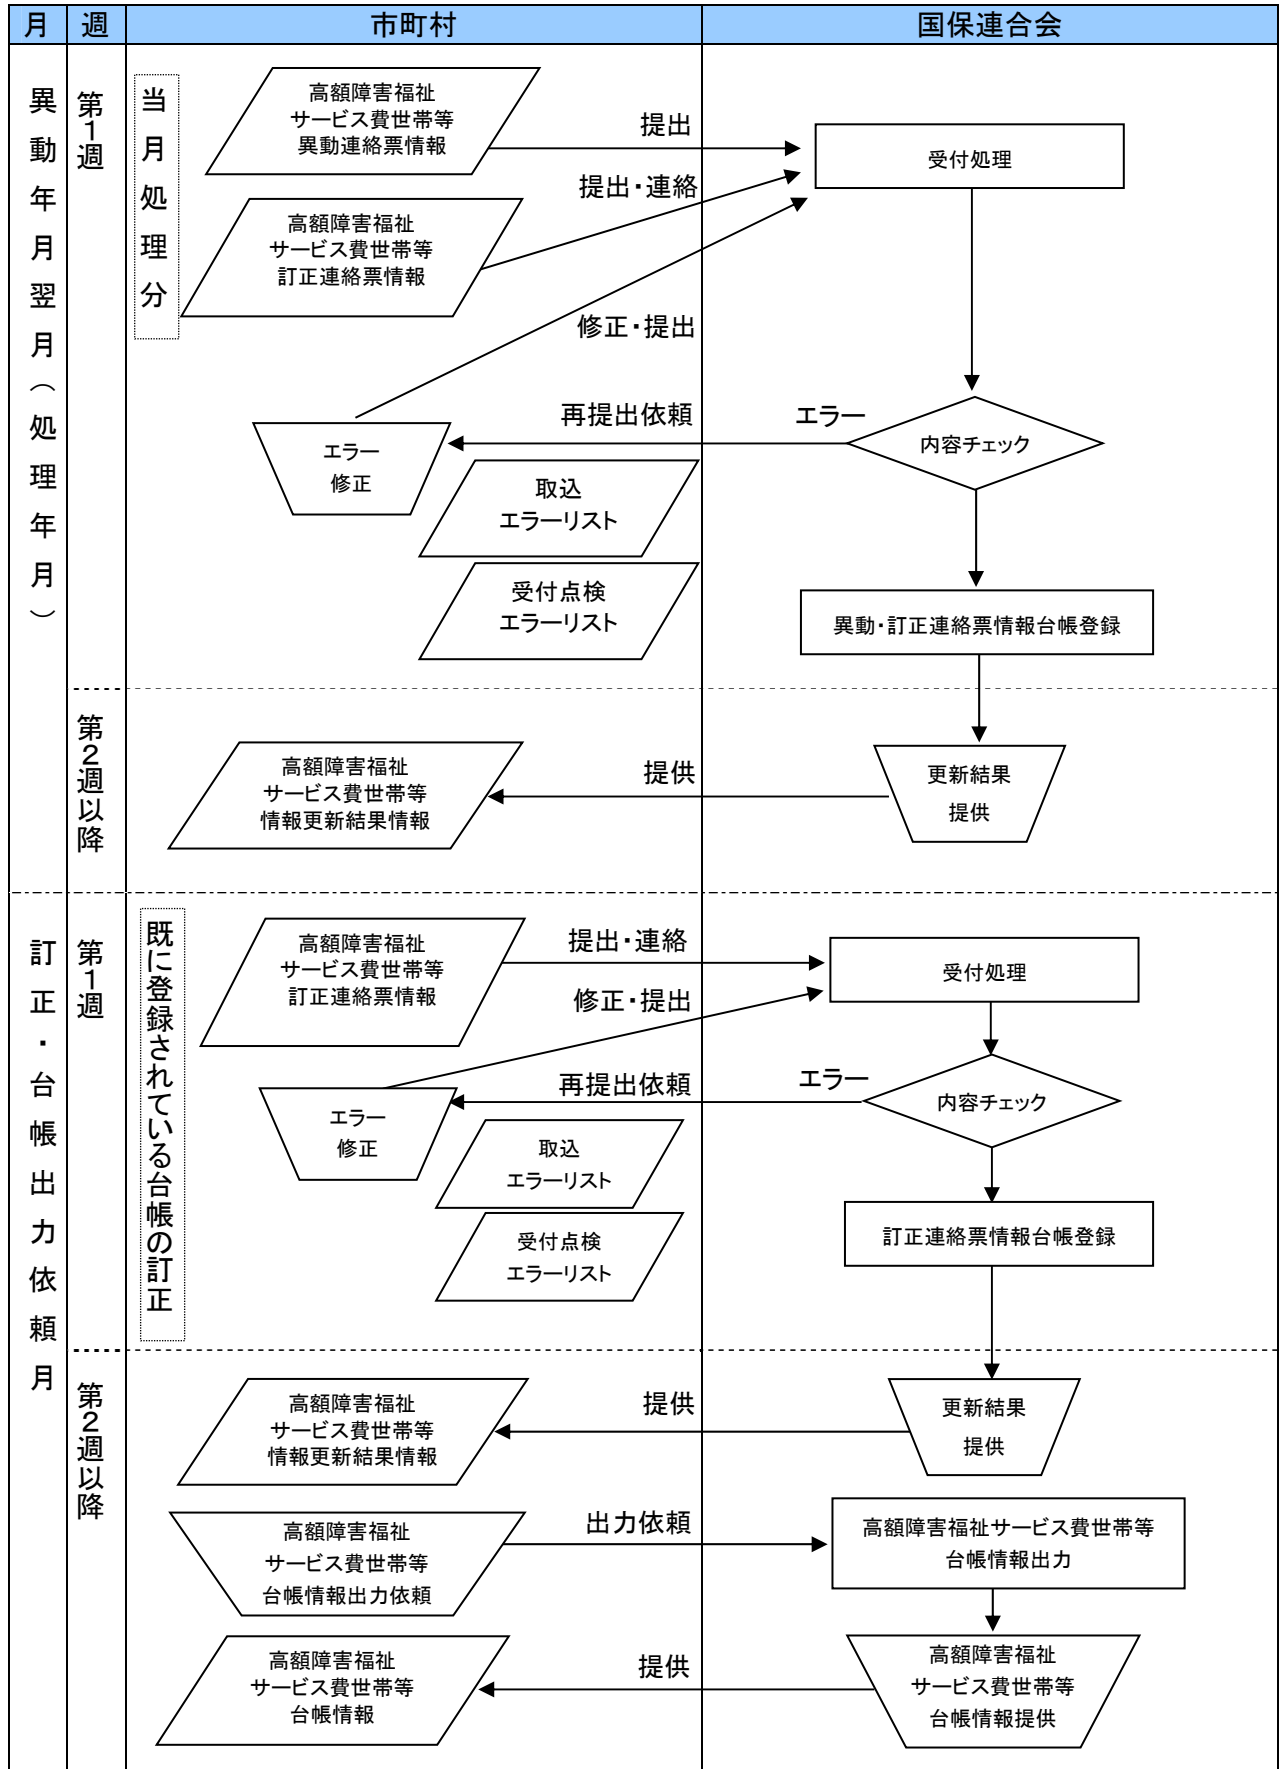 月
週
市町村
国保連合会
異動年月翌月（処理年月）
第1週
当月処理分
高額障害福祉
サービス費世帯等
異動連絡票情報
提出
受付処理
提出・連絡
高額障害福祉
サービス費世帯等
訂正連絡票情報
修正・提出
再提出依頼
エラー
内容チェック
エラー
修正
取込
エラーリスト
受付点検
エラーリスト
異動・訂正連絡票情報台帳登録
第2週以降
高額障害福祉
サービス費世帯等
情報更新結果情報
提供
更新結果
提供
訂正・台帳出力依頼月
第1週
既に登録されている台帳の訂正
高額障害福祉
サービス費世帯等
訂正連絡票情報
提出・連絡
受付処理
修正・提出
再提出依頼
エラー
内容チェック
エラー
修正
取込
エラーリスト
受付点検
エラーリスト
訂正連絡票情報台帳登録
第2週以降
高額障害福祉
サービス費世帯等
情報更新結果情報
提供
更新結果
提供
高額障害福祉
サービス費世帯等
台帳情報出力依頼
出力依頼
高額障害福祉サービス費世帯等
台帳情報出力
高額障害福祉
サービス費世帯等
台帳情報
提供
高額障害福祉
サービス費世帯等
台帳情報提供